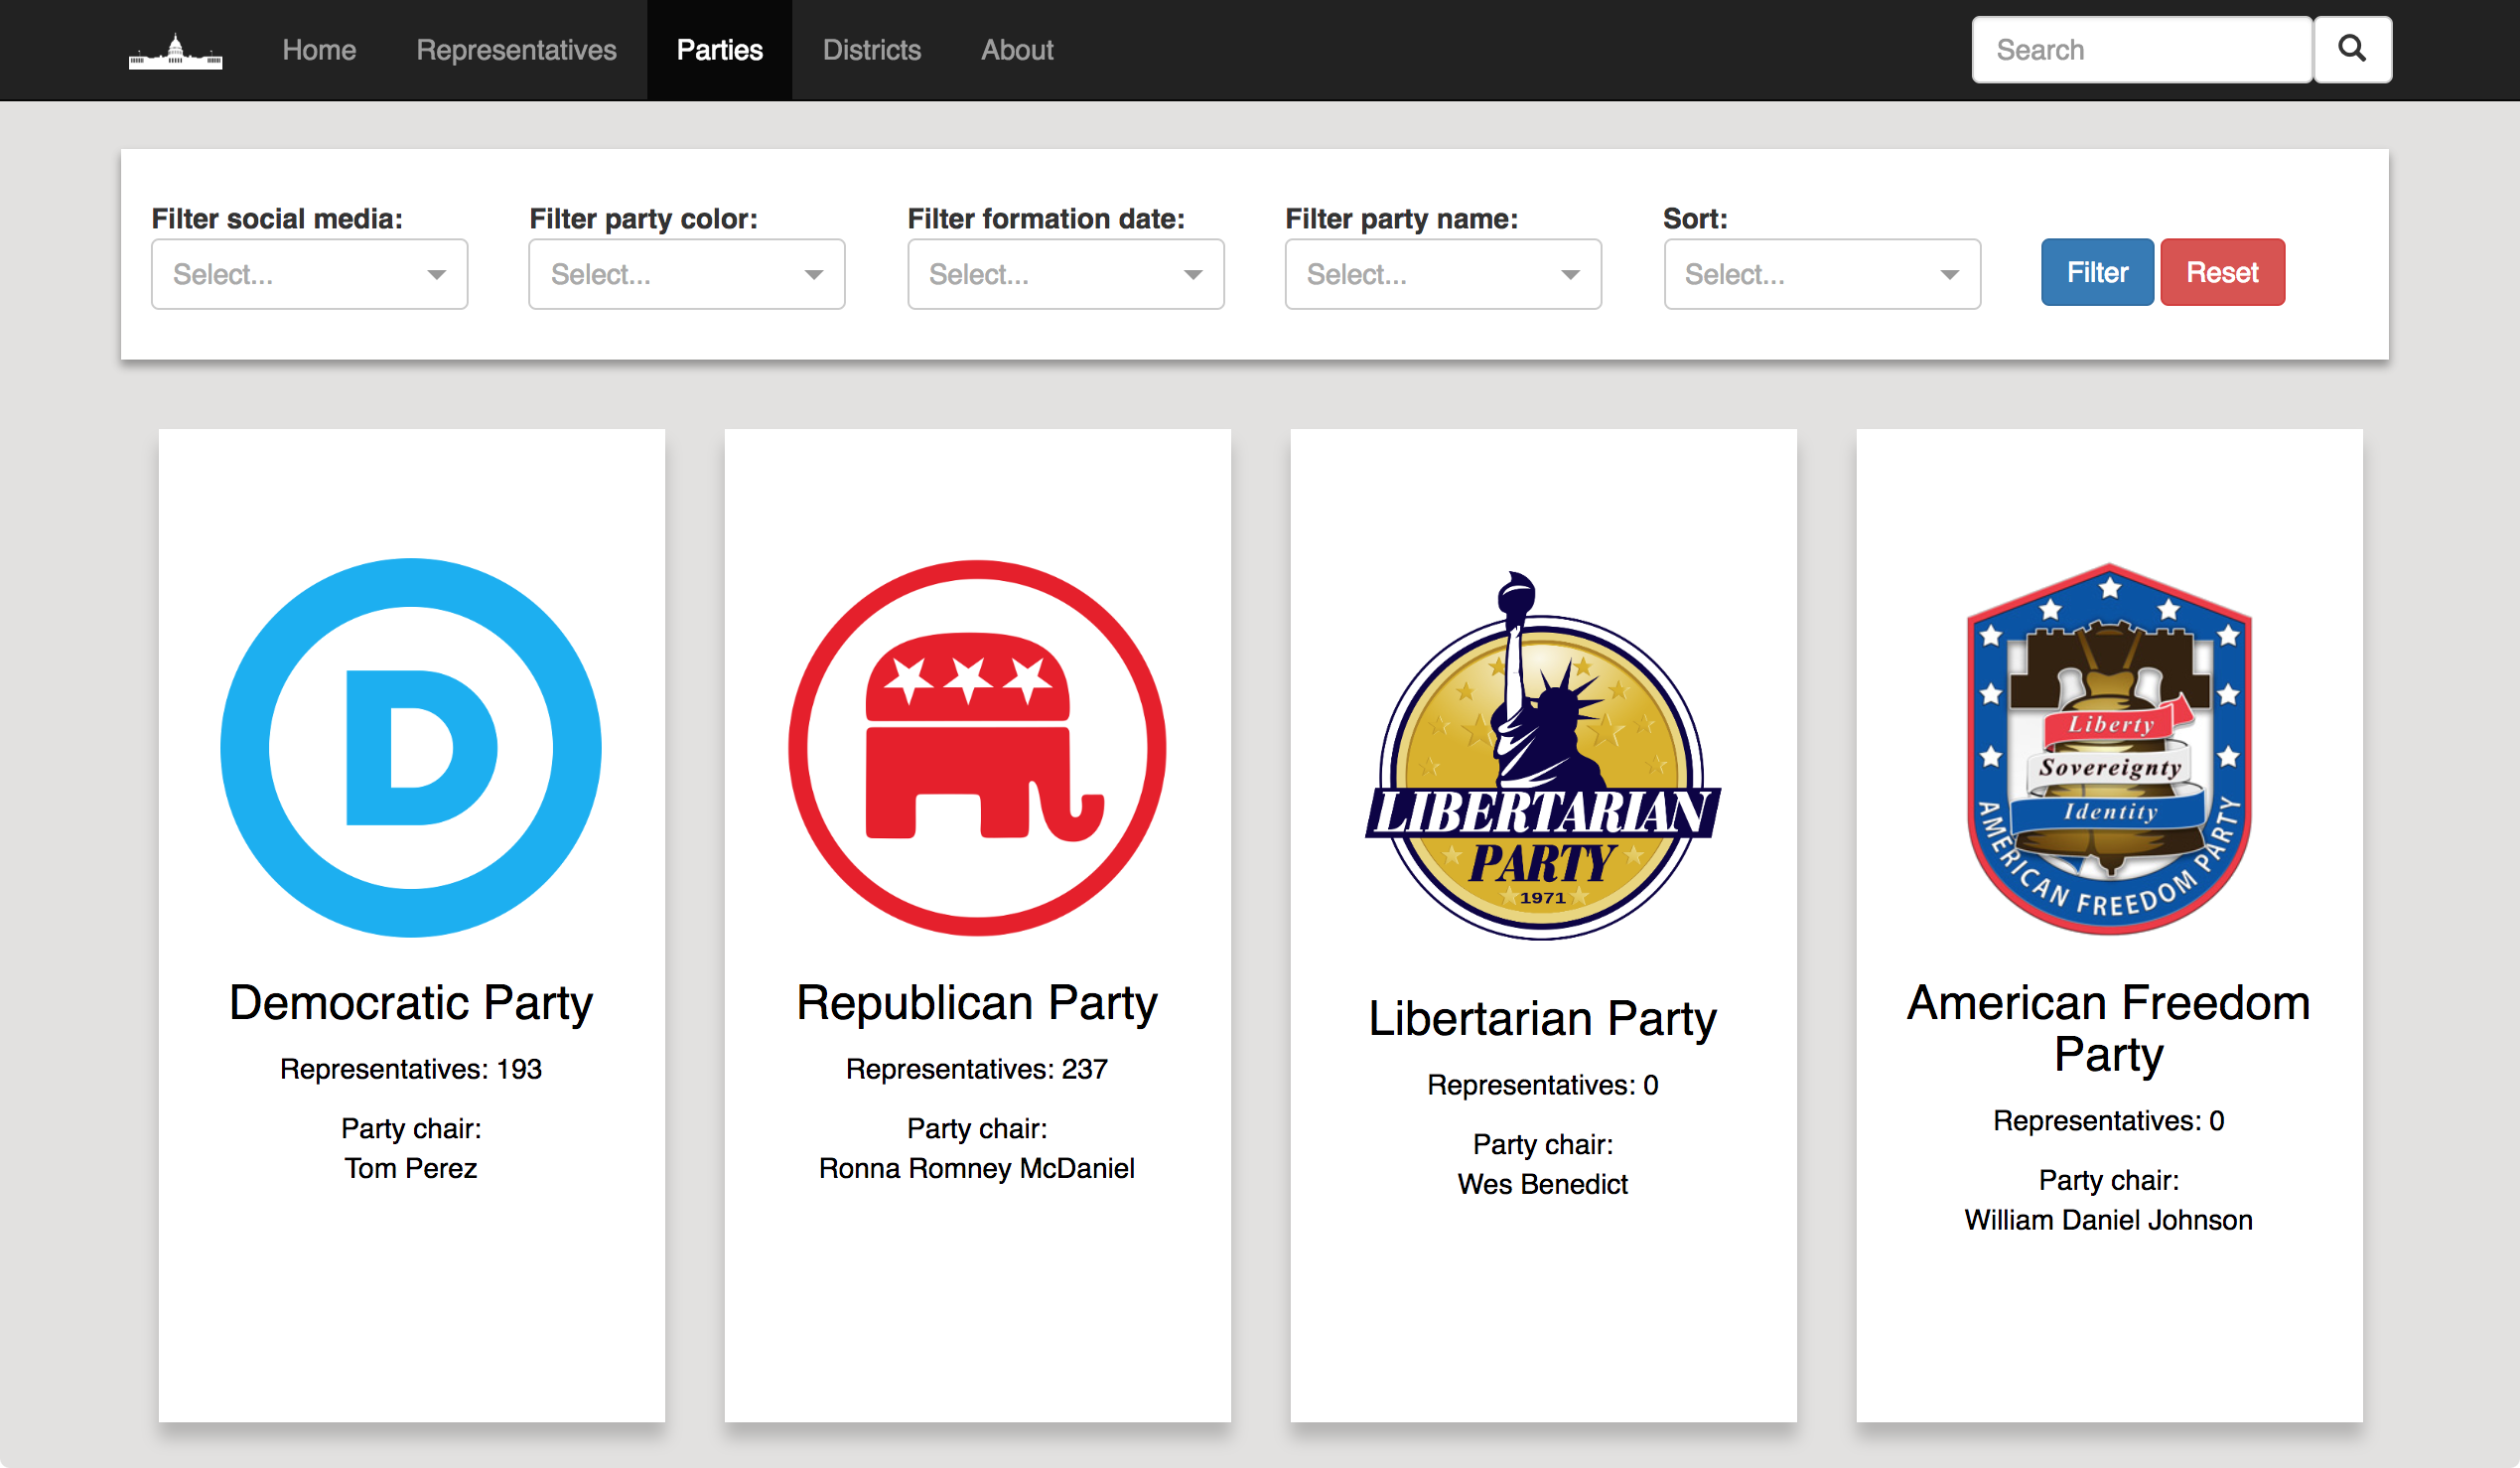 Home Representatives Parties Districts About Search
Filter social media: Filter party color: Filter formation date: Filter party name: Sort:
Select... Select... Select... Select... Select... Filter Reset
D
LIBERTARIAN
PARTY
1971
Liberty
Sovereignty
Identity
AMERICAN FREEDOM PARTY
Democratic Party
Representatives: 193
Party chair:
Tom Perez
Republican Party
Representatives: 237
Party chair:
Ronna Romney McDaniel
Libertarian Party
Representatives: 0
Party chair:
Wes Benedict
American Freedom
Party
Representatives: 0
Party chair:
William Daniel Johnson